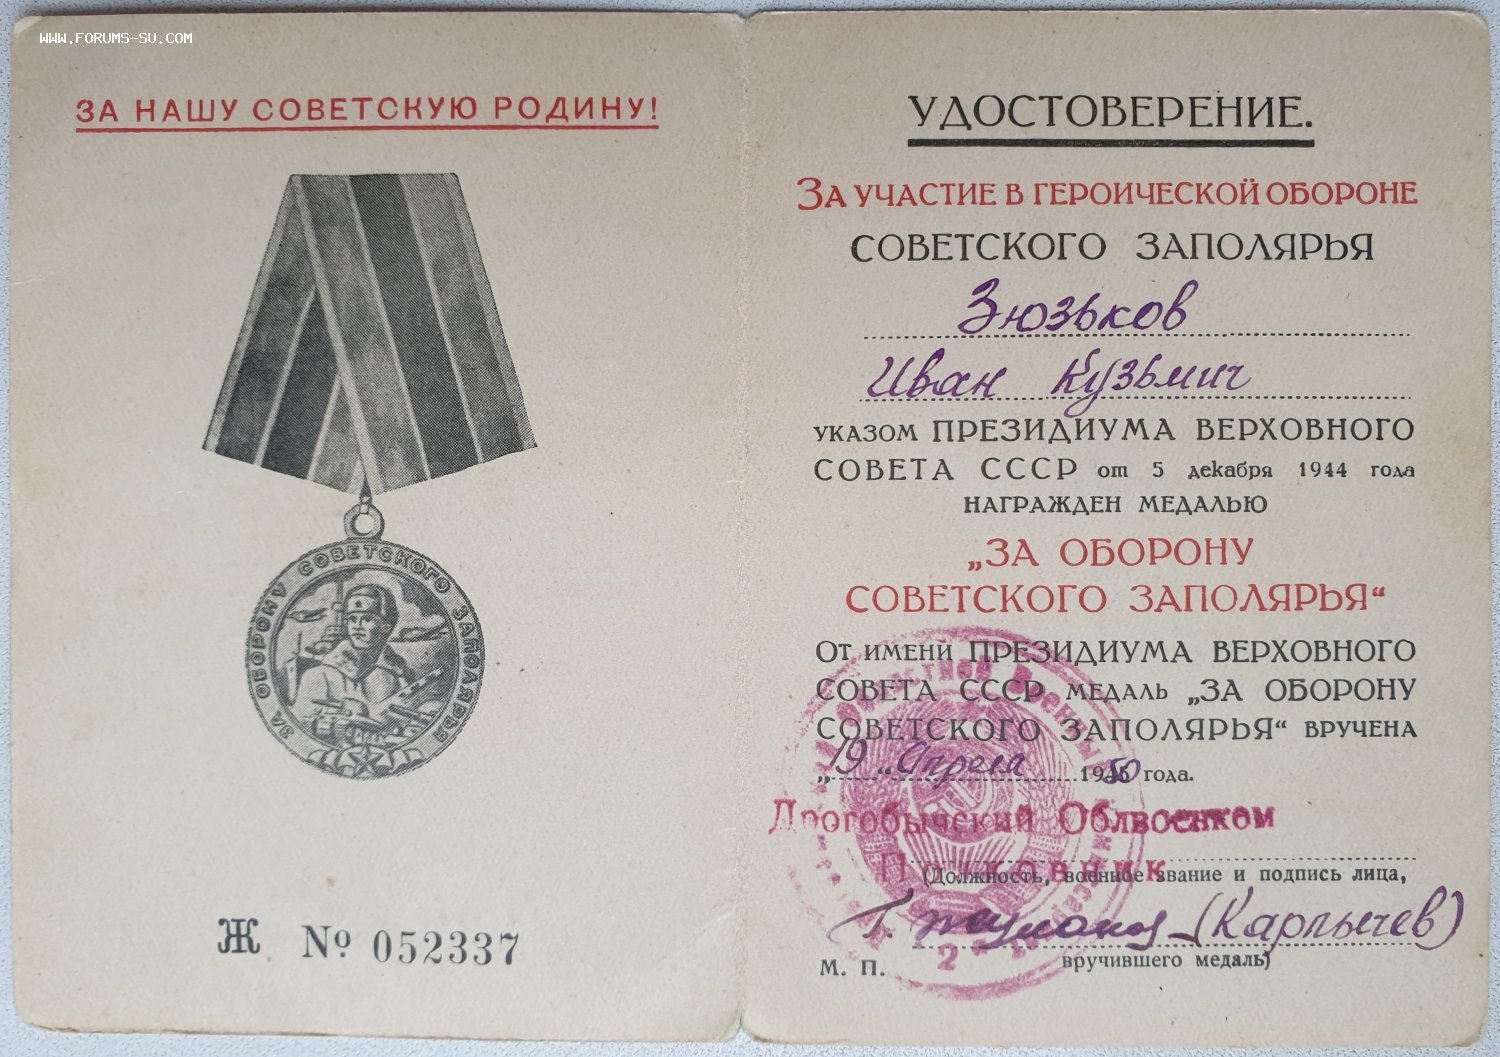 WWW.FORUMS-SU.COM
ЗА НАШУ СОВЕТСКУЮ РОДИНУ!
ЗА ОБОРОНУ СОВЕТСКОГО ЗАПОЛЯРЬЯ
Ж № 052337
УДОСТОВЕРЕНИЕ.
ЗА УЧАСТИЕ В ГЕРОИЧЕСКОЙ ОБОРОНЕ
СОВЕТСКОГО ЗАПОЛЯРЬЯ
Зюзьков
Иван Кузьмич
УКАЗОМ ПРЕЗИДИУМА ВЕРХОВНОГО
СОВЕТА СССР от 5 декабря 1944 года
НАГРАЖДЕН МЕДАЛЬЮ
„ЗА ОБОРОНУ
СОВЕТСКОГО ЗАПОЛЯРЬЯ“
ОТ ИМЕНИ ПРЕЗИДИУМА ВЕРХОВНОГО
СОВЕТА СССР МЕДАЛЬ „ЗА ОБОРОНУ
СОВЕТСКОГО ЗАПОЛЯРЬЯ“ ВРУЧЕНА
„19“ Апреля 1950 года.
Дрогобычский Облвоенком
Полковник
(Должность, военное звание и подпись лица,
(Карпычев)
вручившего медаль)
М. П.